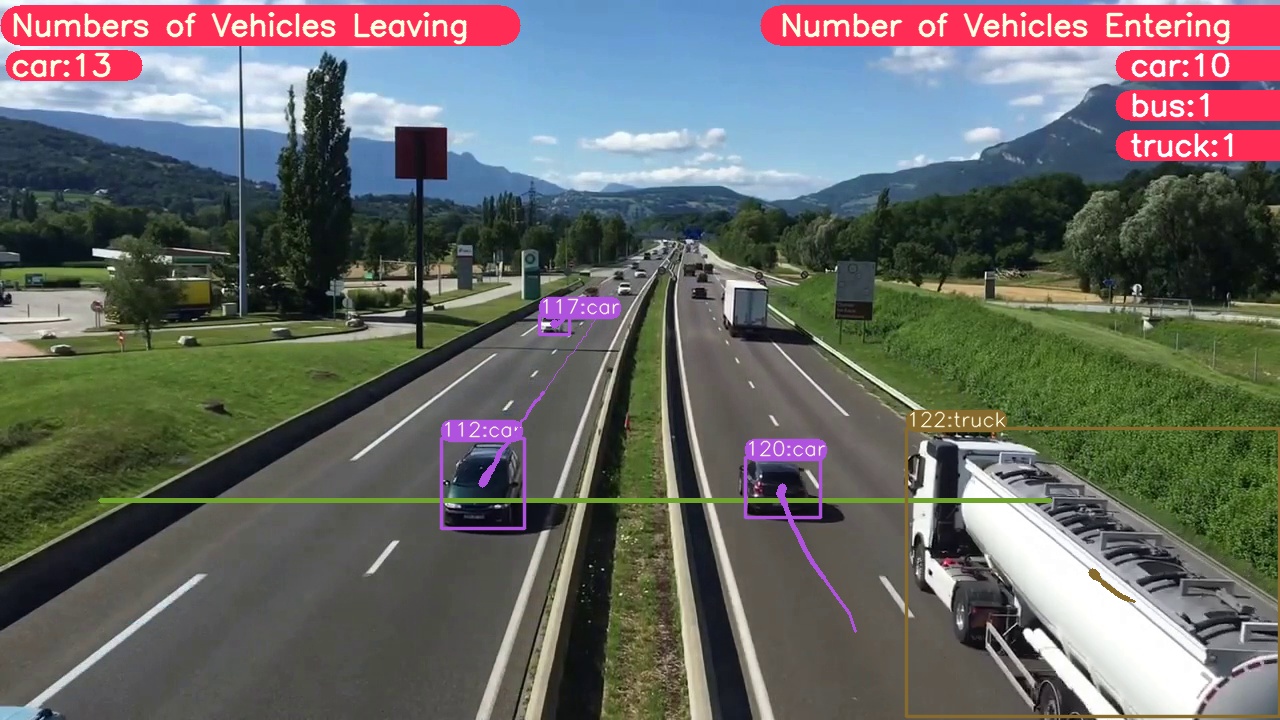 Numbers of Vehicles Leaving
car:13
Number of Vehicles Entering
car:10
bus:1
truck:1
117:car
112:car
120:car
122:truck